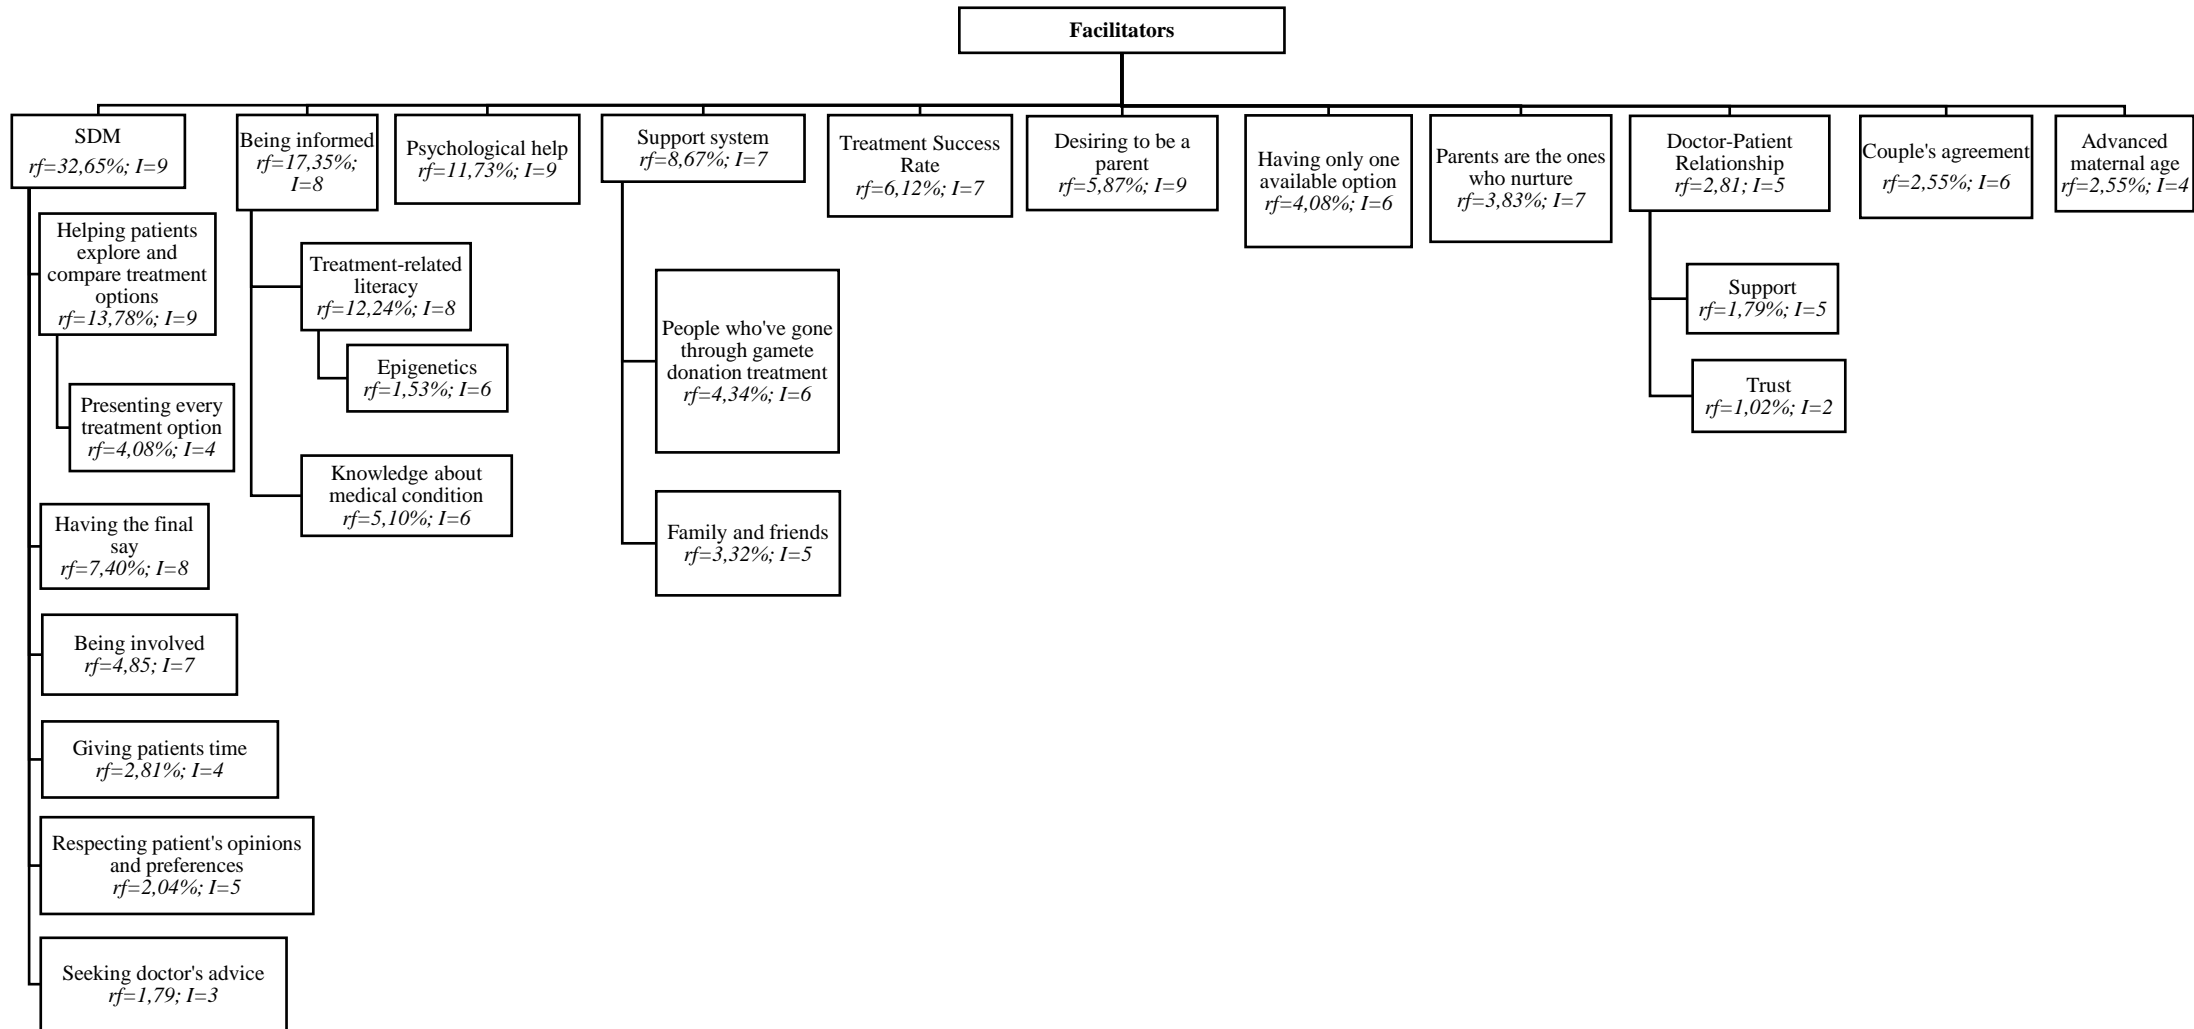 Facilitators
SDM
rf=32,65%; I=9
Helping patients
explore and
compare treatment
options
rf=13,78%; I=9
Presenting every
treatment option
rf=4,08%; I=4
Having the final
say
rf=7,40%; I=8
Being involved
rf=4,85; I=7
Giving patients time
rf=2,81%; I=4
Respecting patient's opinions
and preferences
rf=2,04%; I=5
Seeking doctor's advice
rf=1,79; I=3
Being informed
rf=17,35%;
I=8
Treatment-related
literacy
rf=12,24%; I=8
Epigenetics
rf=1,53%; I=6
Knowledge about
medical condition
rf=5,10%; I=6
Psychological help
rf=11,73%; I=9
Support system
rf=8,67%; I=7
People who've gone
through gamete
donation treatment
rf=4,34%; I=6
Family and friends
rf=3,32%; I=5
Treatment Success
Rate
rf=6,12%; I=7
Desiring to be a
parent
rf=5,87%; I=9
Having only one
available option
rf=4,08%; I=6
Parents are the ones
who nurture
rf=3,83%; I=7
Doctor-Patient
Relationship
rf=2,81; I=5
Support
rf=1,79%; I=5
Trust
rf=1,02%; I=2
Couple's agreement
rf=2,55%; I=6
Advanced
maternal age
rf=2,55%; I=4